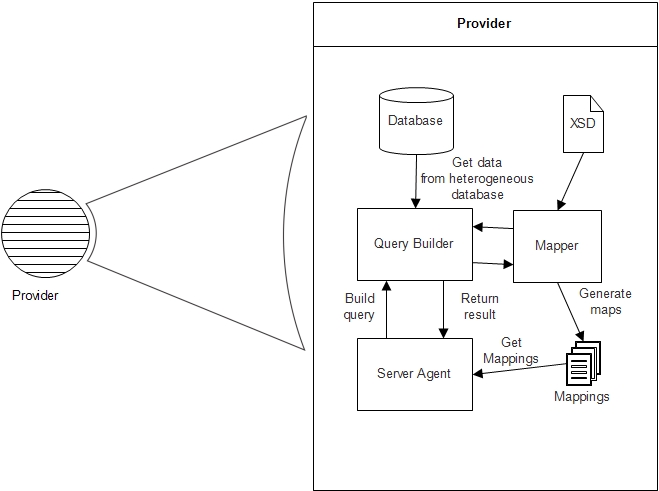 Provider
Database
XSD
Get data
from heterogeneous
database
Query Builder
Mapper
Provider
Build
query
Return
result
Generate
maps
Get
Mappings
Server Agent
Mappings